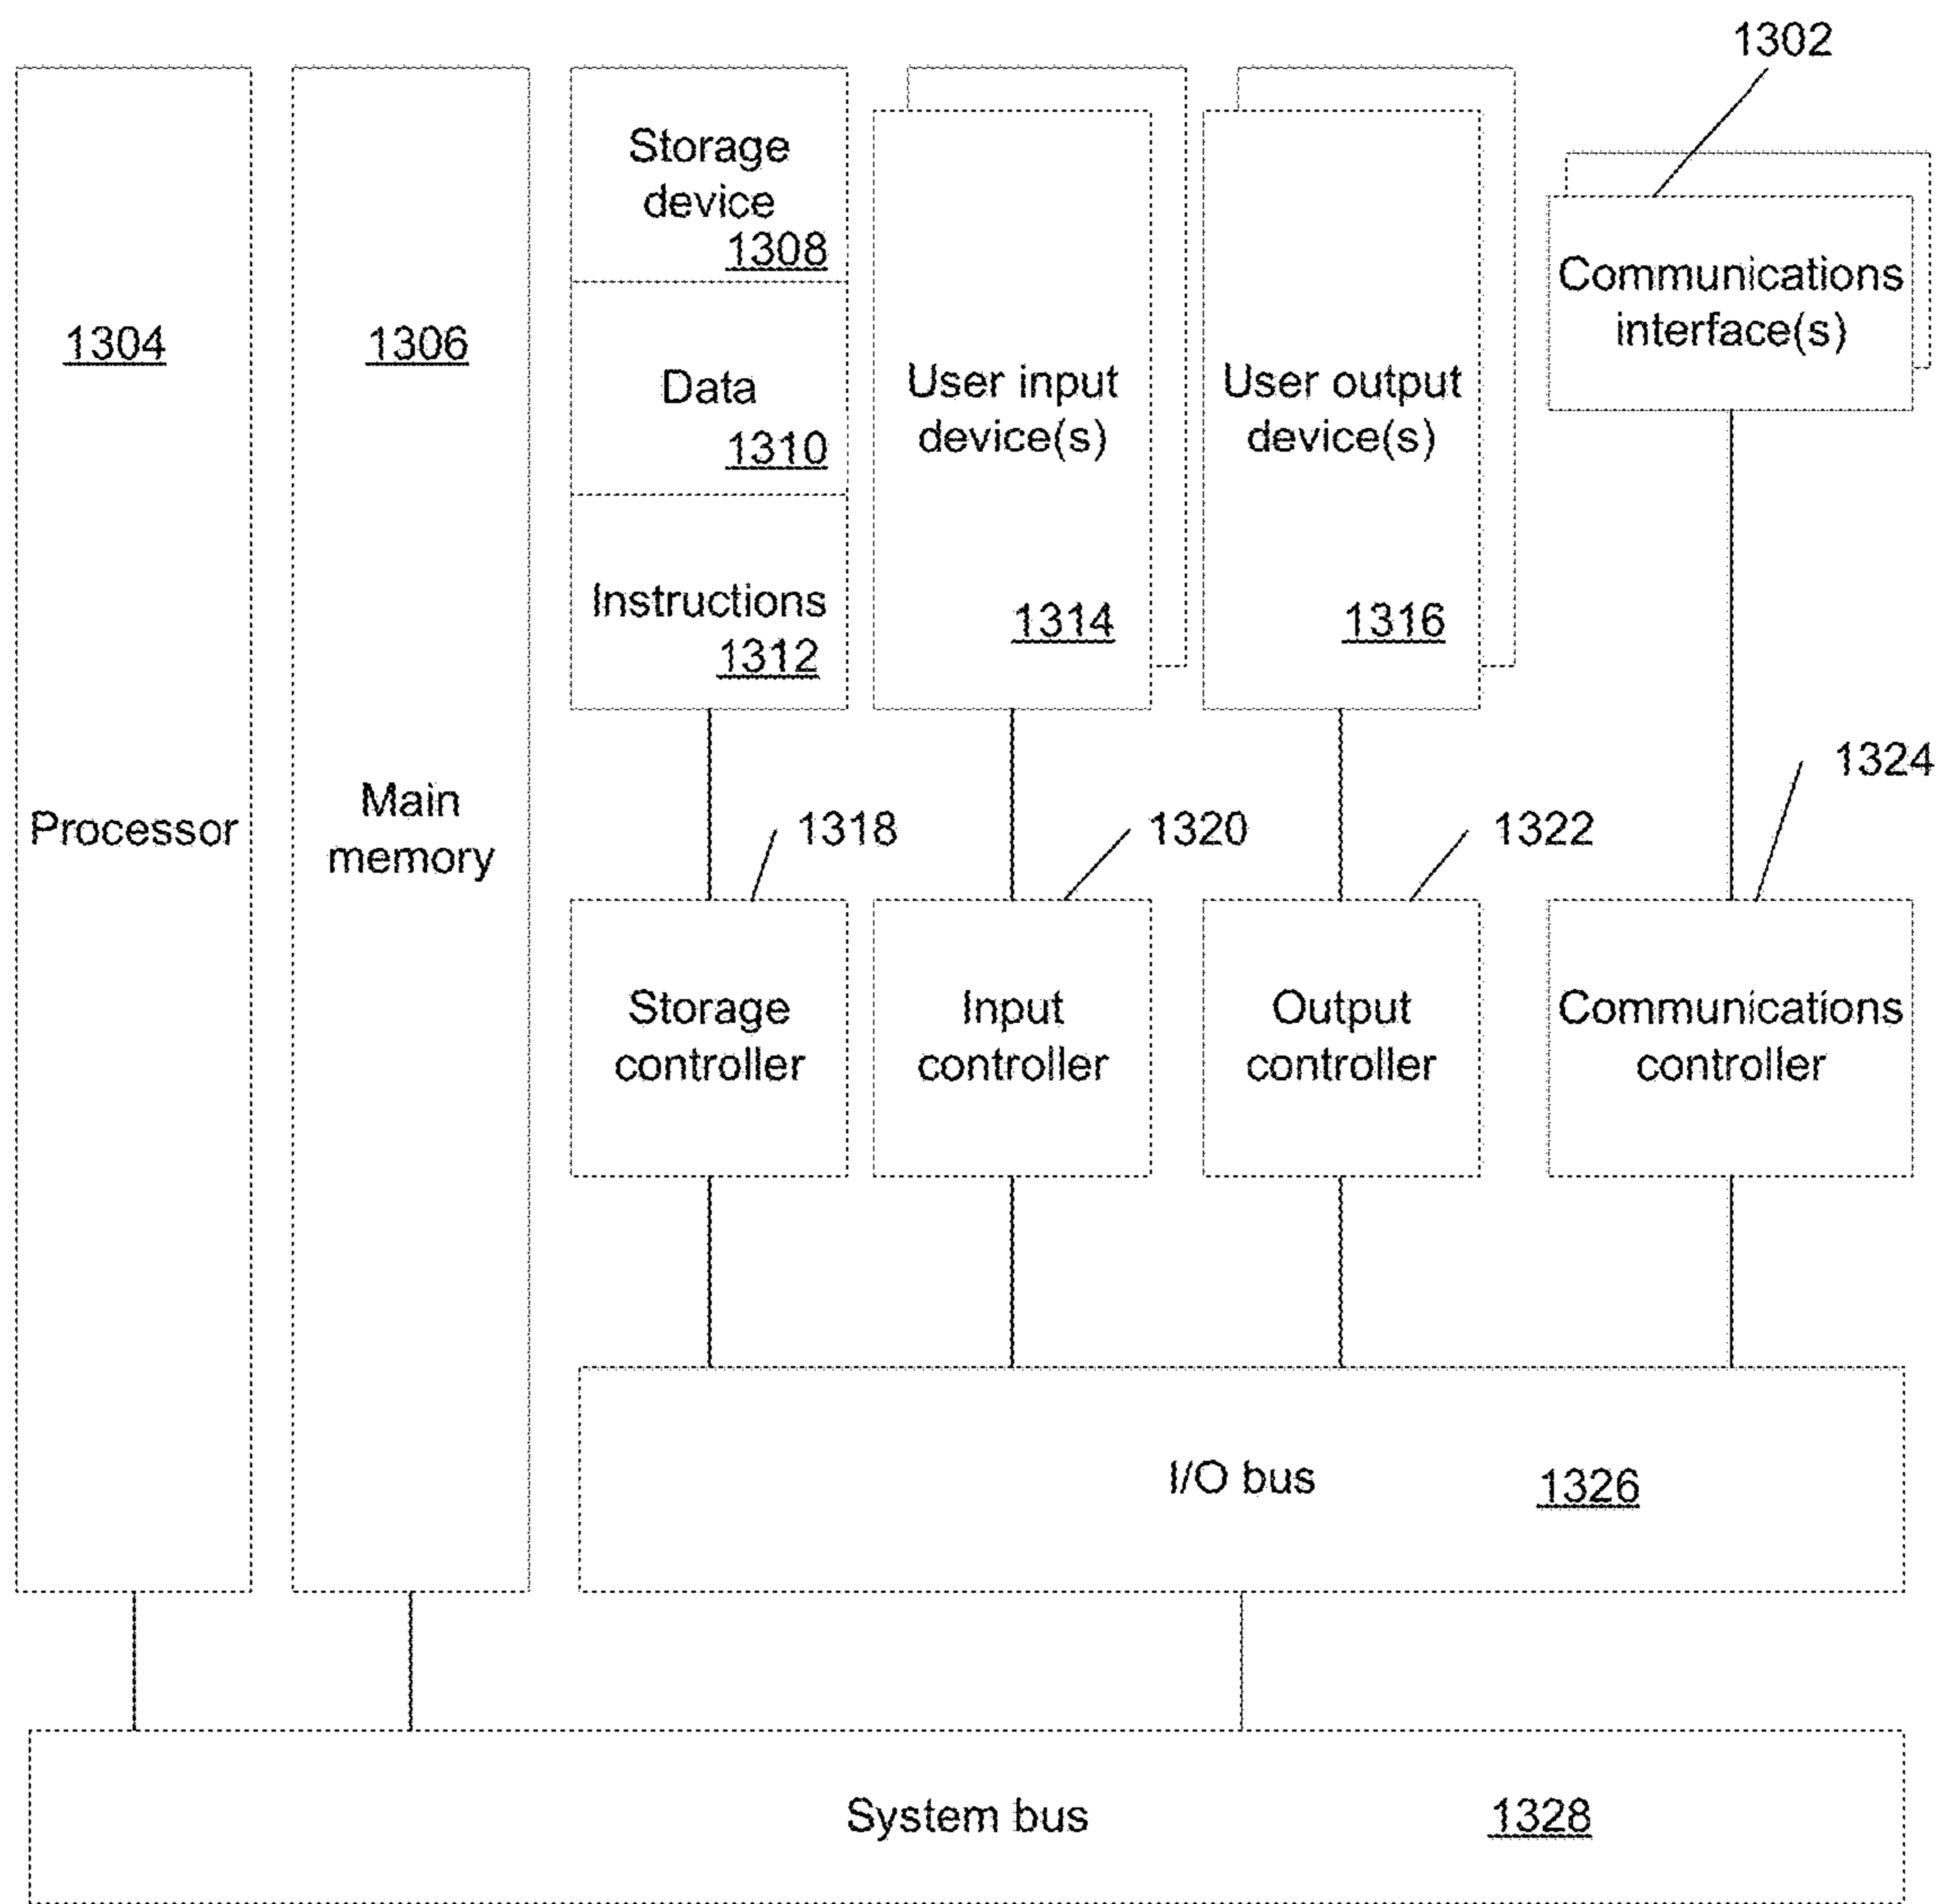 1302
Storage
device
1308
Communications
interface(s)
1304
1306
Data
1310
User input
device(s)
User output
device(s)
Instructions
1312
1314
1316
1324
Processor
Main
memory
1318
1320
1322
Storage
controller
Input
controller
Output
controller
Communications
controller
I/O bus
1326
System bus
1328